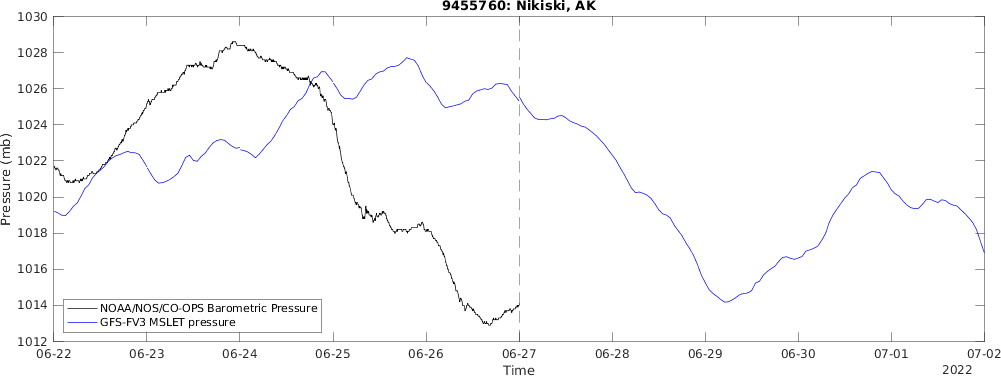 9455760: Nikiski, AK
Pressure (mb)
1030
1028
1026
1024
1022
1020
1018
1016
1014
1012
NOAA/NOS/CO-OPS Barometric Pressure
GFS-FV3 MSLET pressure
06-22 06-23 06-24 06-25 06-26 06-27 06-28 06-29 06-30 07-01 07-02
Time
2022